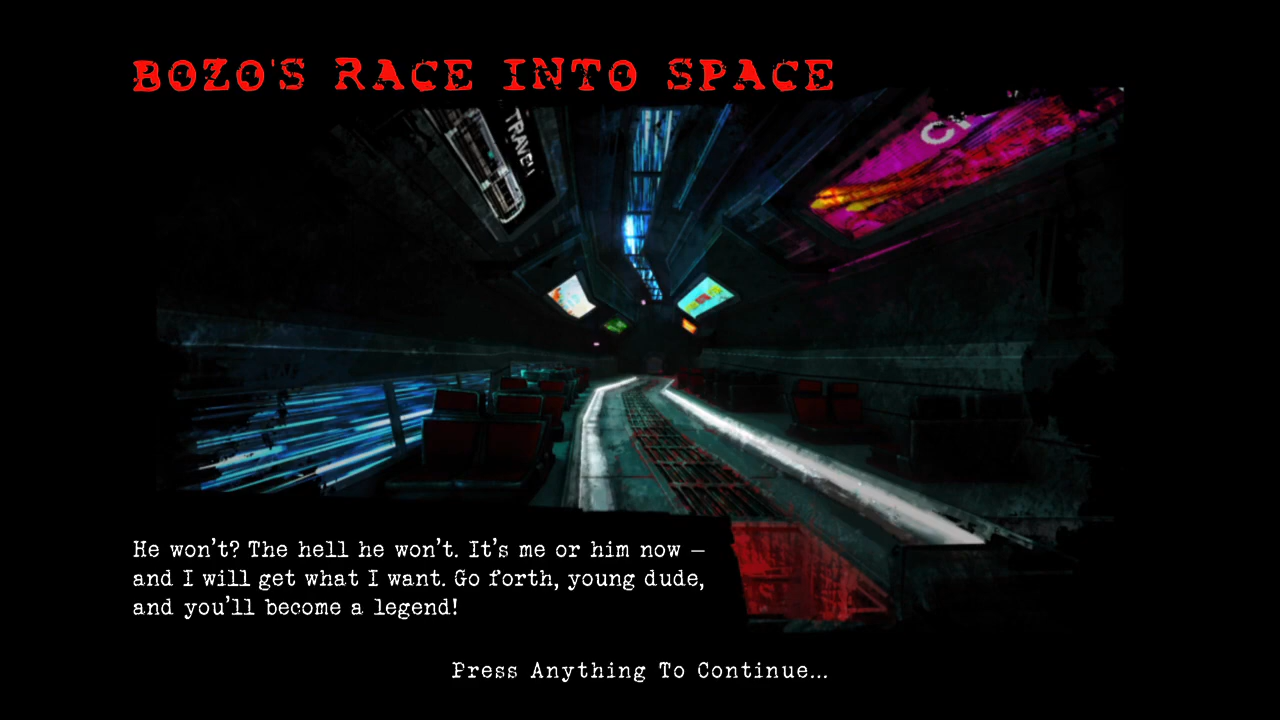 BOZO'S RACE INTO SPACE
TRAVEL
He won't? The hell he won't. It's me or him now —
and I will get what I want. Go forth, young dude,
and you'll become a legend!
Press Anything To Continue...